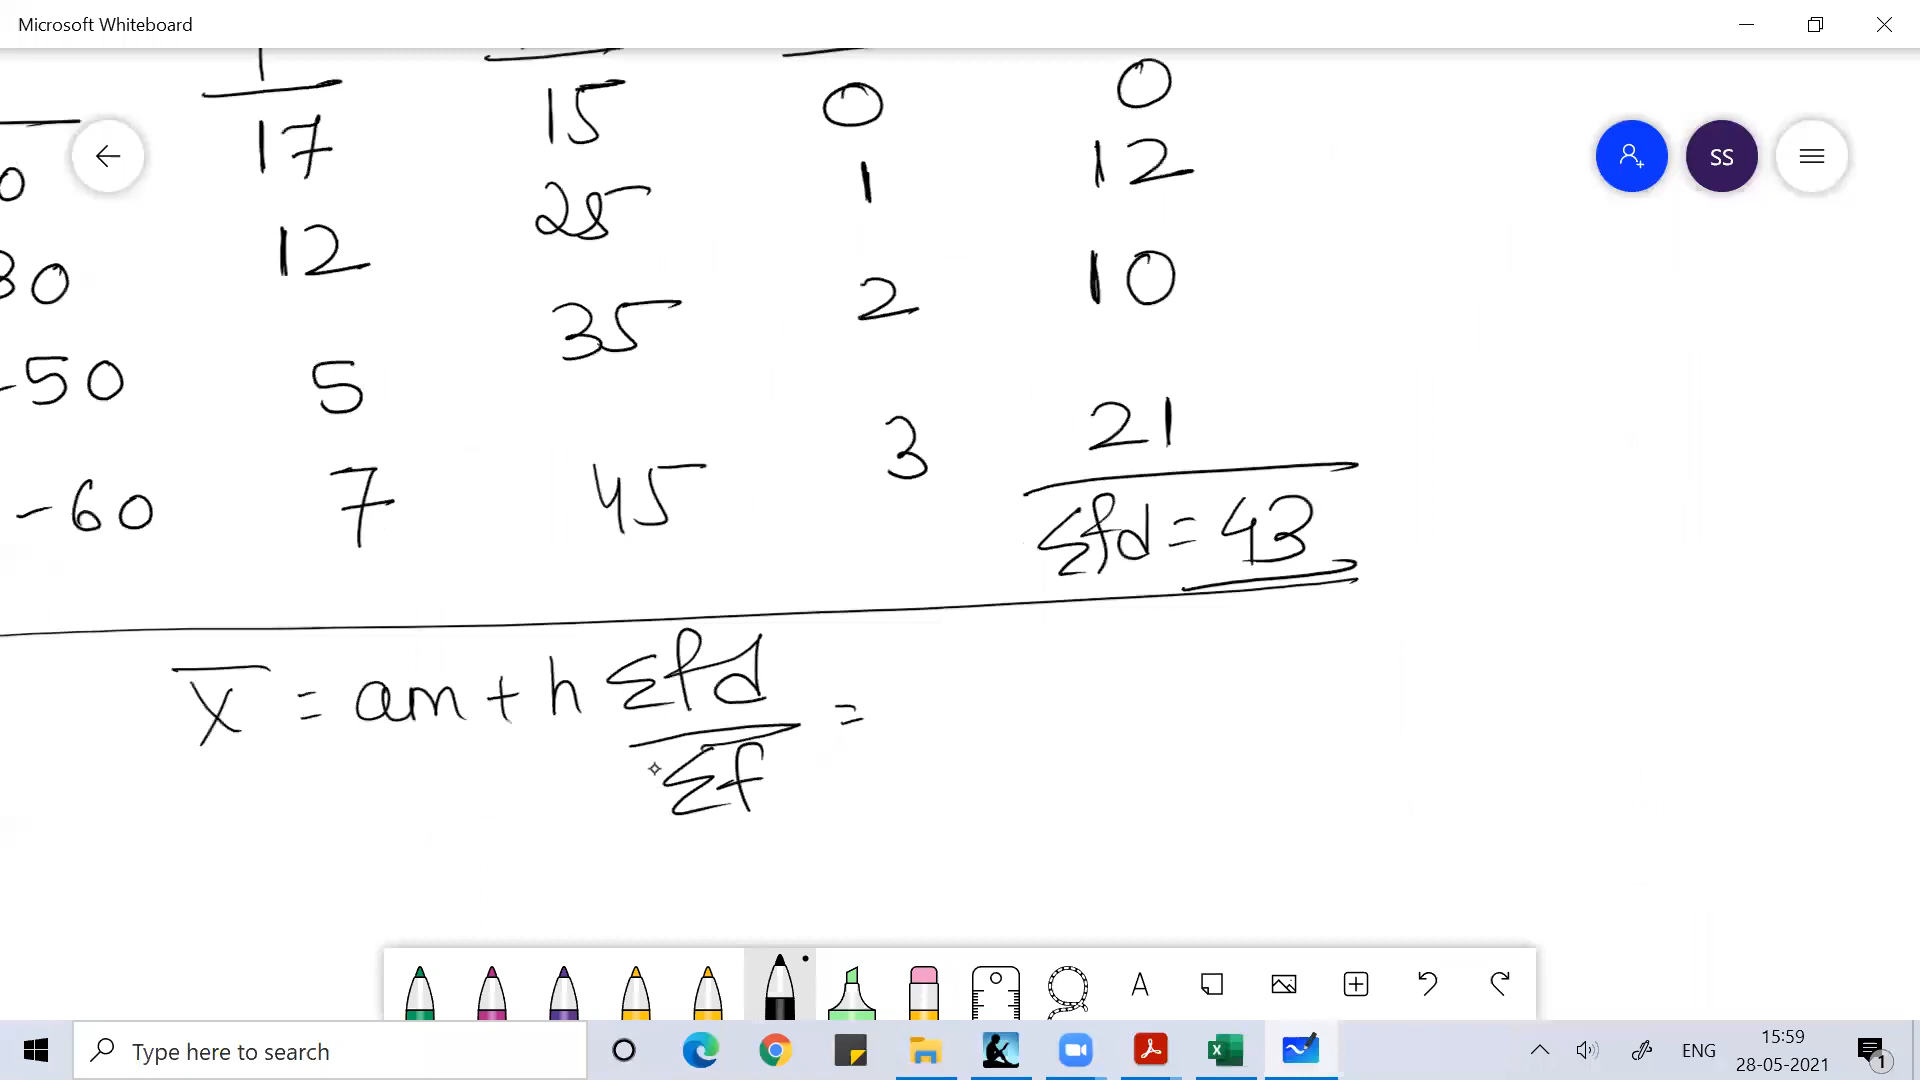 Microsoft Whiteboard
17 15 0 0
0 12 25 1 12
30 5 35 2 10
-50 7 45 3 21
-60
Σfd = 43
X̅ = am + h Σfd / Σf =
SS
A
Type here to search
ENG
15:59
28-05-2021
1